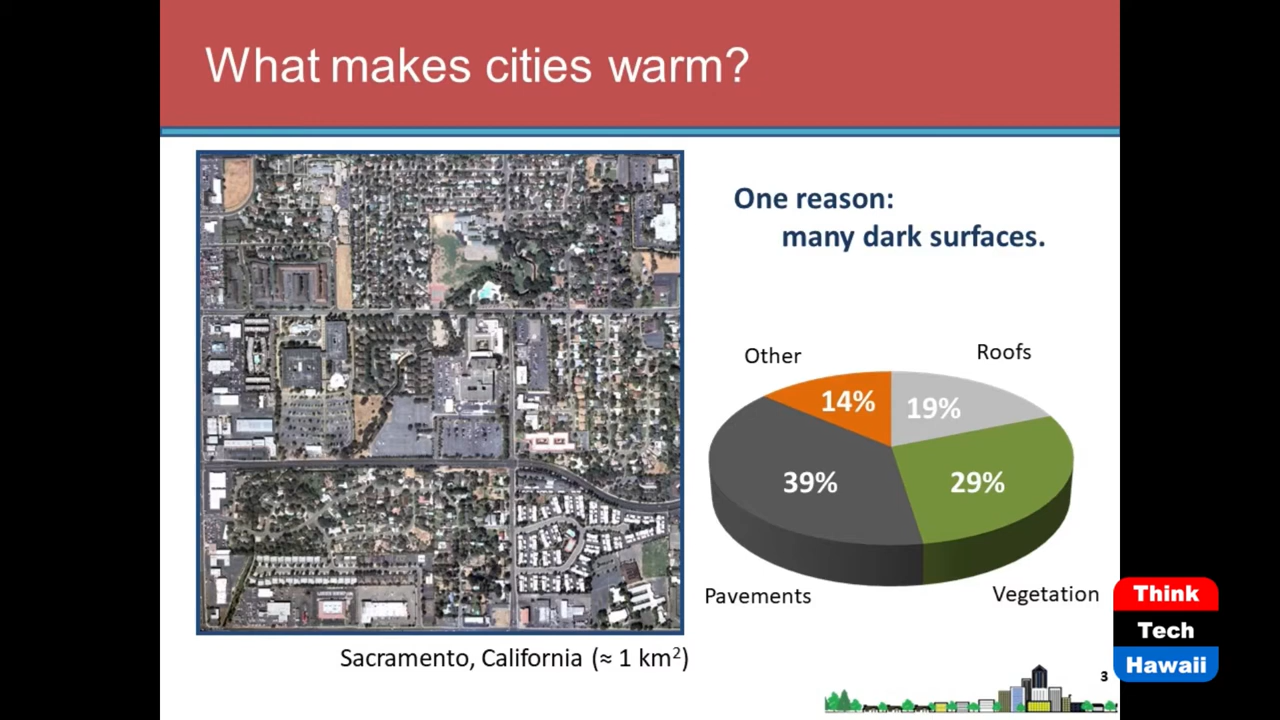 What makes cities warm?
One reason:
many dark surfaces.
Other
Roofs
14%
19%
39%
29%
Pavements
Vegetation
Sacramento, California (≈ 1 km²)
3
Think
Tech
Hawaii